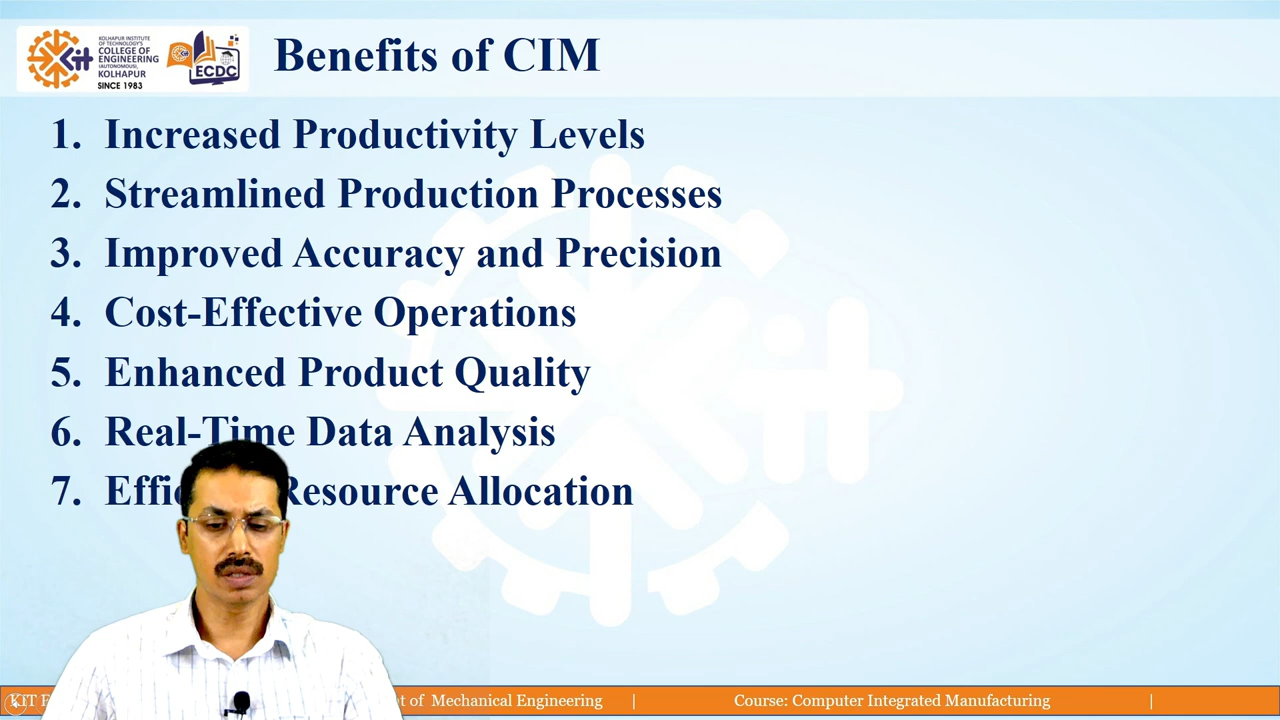 KOLHAPUR INSTITUTE
OF TECHNOLOGY'S
COLLEGE OF
ENGINEERING
(AUTONOMOUS),
KOLHAPUR
SINCE 1983
Kit
ECDC
Benefits of CIM
1. Increased Productivity Levels
2. Streamlined Production Processes
3. Improved Accuracy and Precision
4. Cost-Effective Operations
5. Enhanced Product Quality
6. Real-Time Data Analysis
7. Resource Allocation
KIT of Mechanical Engineering | Course: Computer Integrated Manufacturing |